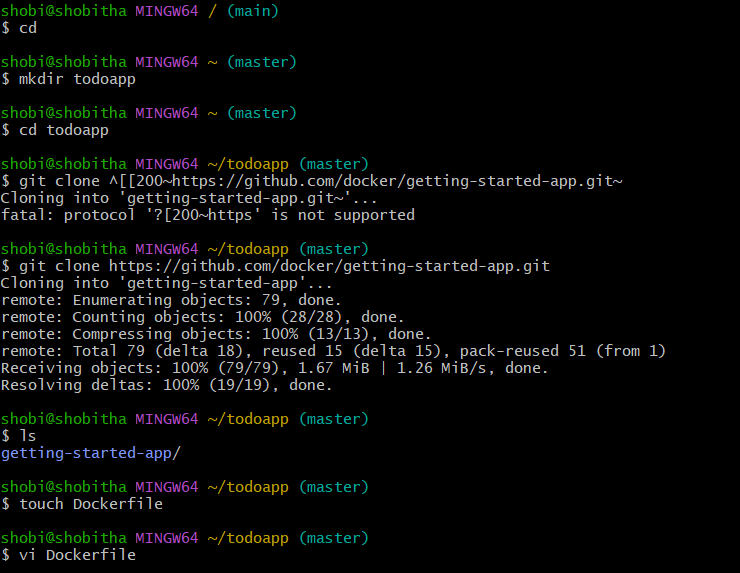 shobi@shobitha MINGW64 / (main)
$ cd
shobi@shobitha MINGW64 ~ (master)
$ mkdir todoapp
shobi@shobitha MINGW64 ~ (master)
$ cd todoapp
shobi@shobitha MINGW64 ~/todoapp (master)
$ git clone ^[[200~https://github.com/docker/getting-started-app.git~
Cloning into 'getting-started-app.git~'...
fatal: protocol '?[200~https' is not supported
shobi@shobitha MINGW64 ~/todoapp (master)
$ git clone https://github.com/docker/getting-started-app.git
Cloning into 'getting-started-app'...
remote: Enumerating objects: 79, done.
remote: Counting objects: 100% (28/28), done.
remote: Compressing objects: 100% (13/13), done.
remote: Total 79 (delta 18), reused 15 (delta 15), pack-reused 51 (from 1)
Receiving objects: 100% (79/79), 1.67 MiB | 1.26 MiB/s, done.
Resolving deltas: 100% (19/19), done.
shobi@shobitha MINGW64 ~/todoapp (master)
$ ls
getting-started-app/
shobi@shobitha MINGW64 ~/todoapp (master)
$ touch Dockerfile
shobi@shobitha MINGW64 ~/todoapp (master)
$ vi Dockerfile